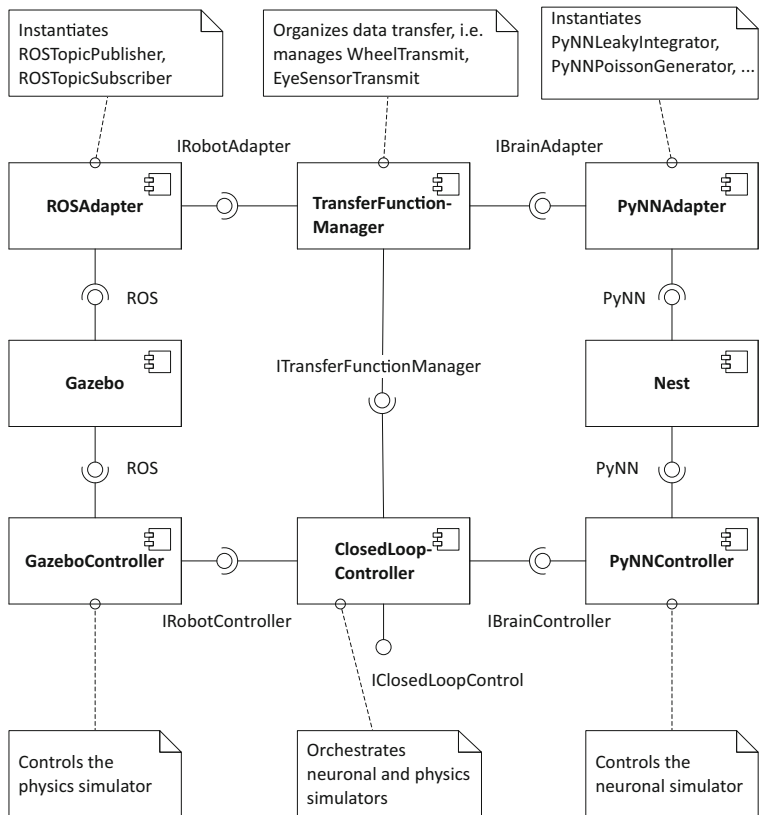 Instantiates
ROSTopicPublisher,
ROSTopicSubscriber
Organizes data transfer, i.e.
manages WheelTransmit,
EyeSensorTransmit
Instantiates
PyNNLeakyIntegrator,
PyNNPoissonGenerator, ...
IRobotAdapter
IBrainAdapter
ROSAdapter
TransferFunction-
Manager
PyNNAdapter
ROS
PyNN
ITransferFunctionManager
Gazebo
Nest
ROS
PyNN
GazeboController
ClosedLoop-
Controller
PyNNController
IRobotController
IBrainController
IClosedLoopControl
Controls the
physics simulator
Orchestrates
neuronal and physics
simulators
Controls the
neuronal simulator